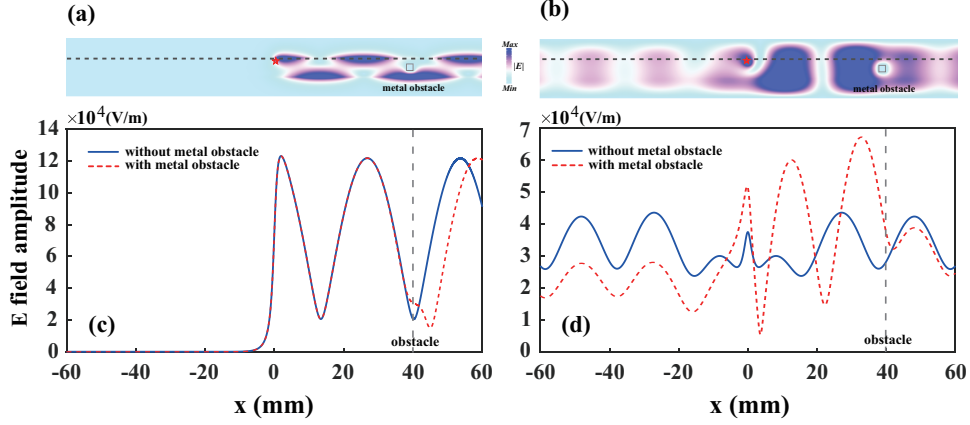 (a)
(b)
Max
|E|
Min
metal obstacle
metal obstacle
×10⁴(V/m)
14
12
10
8
6
4
2
0
E field amplitude
without metal obstacle
with metal obstacle
(c)
obstacle
-60
-40
-20
0
20
40
60
x (mm)
×10⁴(V/m)
7
6
5
4
3
2
1
0
without metal obstacle
with metal obstacle
(d)
obstacle
-60
-40
-20
0
20
40
60
x (mm)